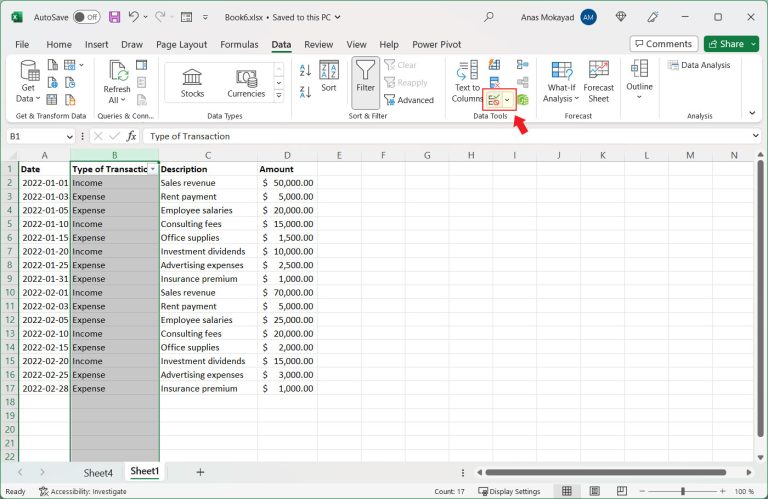 AutoSave Off Book6.xlsx • Saved to this PC Anas Mokayad AM
File Home Insert Draw Page Layout Formulas Data Review View Help Power Pivot Comments Share
Get Data
Refresh All
Stocks Currencies
Sort
Filter
Clear
Reapply
Advanced
Text to Columns
What-If Analysis
Forecast Sheet
Outline
Data Analysis
Get & Transform Data Queries & Conn... Data Types Sort & Filter Data Tools Forecast Analysis
B1 fx Type of Transaction
A B C D E F G H I J K L M N
1 Date Type of Transactio Description Amount
2 2022-01-01 Income Sales revenue $ 50,000.00
3 2022-01-03 Expense Rent payment $ 5,000.00
4 2022-01-05 Expense Employee salaries $ 20,000.00
5 2022-01-10 Income Consulting fees $ 15,000.00
6 2022-01-15 Expense Office supplies $ 1,500.00
7 2022-01-20 Income Investment dividends $ 10,000.00
8 2022-01-25 Expense Advertising expenses $ 2,500.00
9 2022-01-31 Expense Insurance premium $ 1,000.00
10 2022-02-01 Income Sales revenue $ 70,000.00
11 2022-02-03 Expense Rent payment $ 5,000.00
12 2022-02-05 Expense Employee salaries $ 25,000.00
13 2022-02-10 Income Consulting fees $ 20,000.00
14 2022-02-15 Expense Office supplies $ 2,000.00
15 2022-02-20 Income Investment dividends $ 15,000.00
16 2022-02-25 Expense Advertising expenses $ 3,000.00
17 2022-02-28 Expense Insurance premium $ 1,000.00
18
19
20
21
22
Sheet4 Sheet1
Ready Accessibility: Investigate Count: 17 Display Settings 100 %